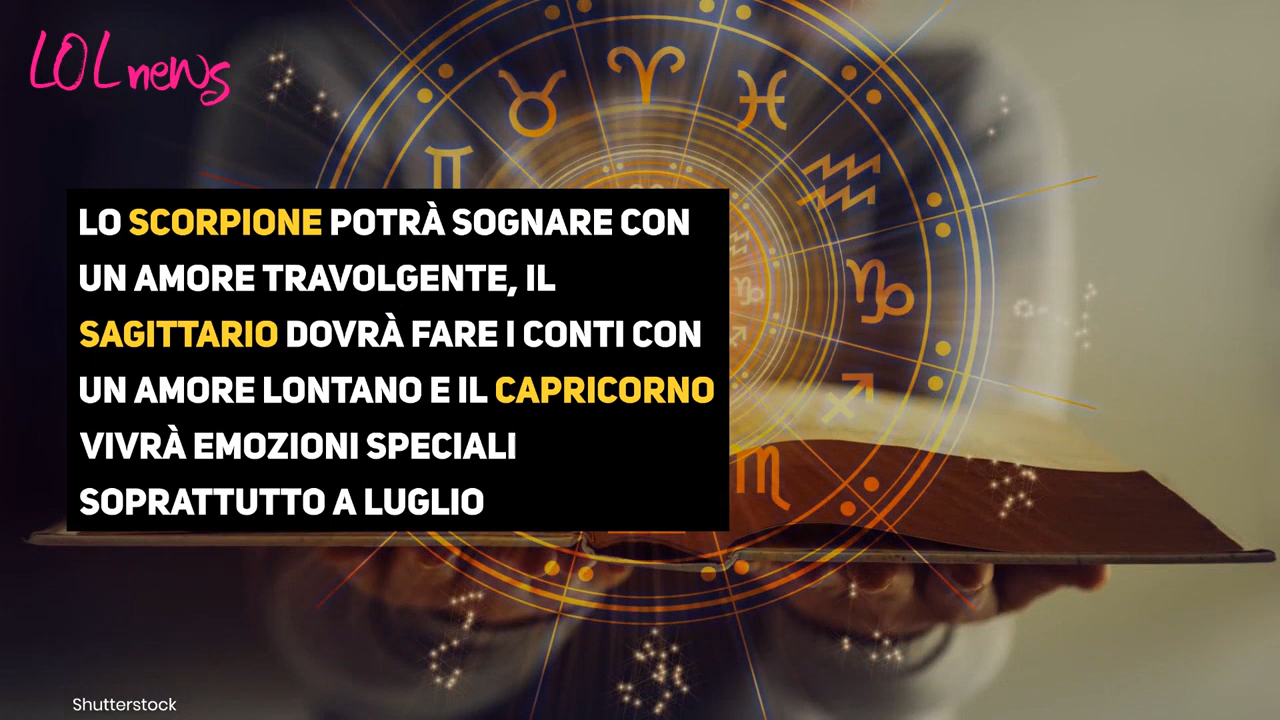 LOL news
LO SCORPIONE POTRÀ SOGNARE CON
UN AMORE TRAVOLGENTE, IL
SAGITTARIO DOVRÀ FARE I CONTI CON
UN AMORE LONTANO E IL CAPRICORNO
VIVRÀ EMOZIONI SPECIALI
SOPRATTUTTO A LUGLIO
Shutterstock